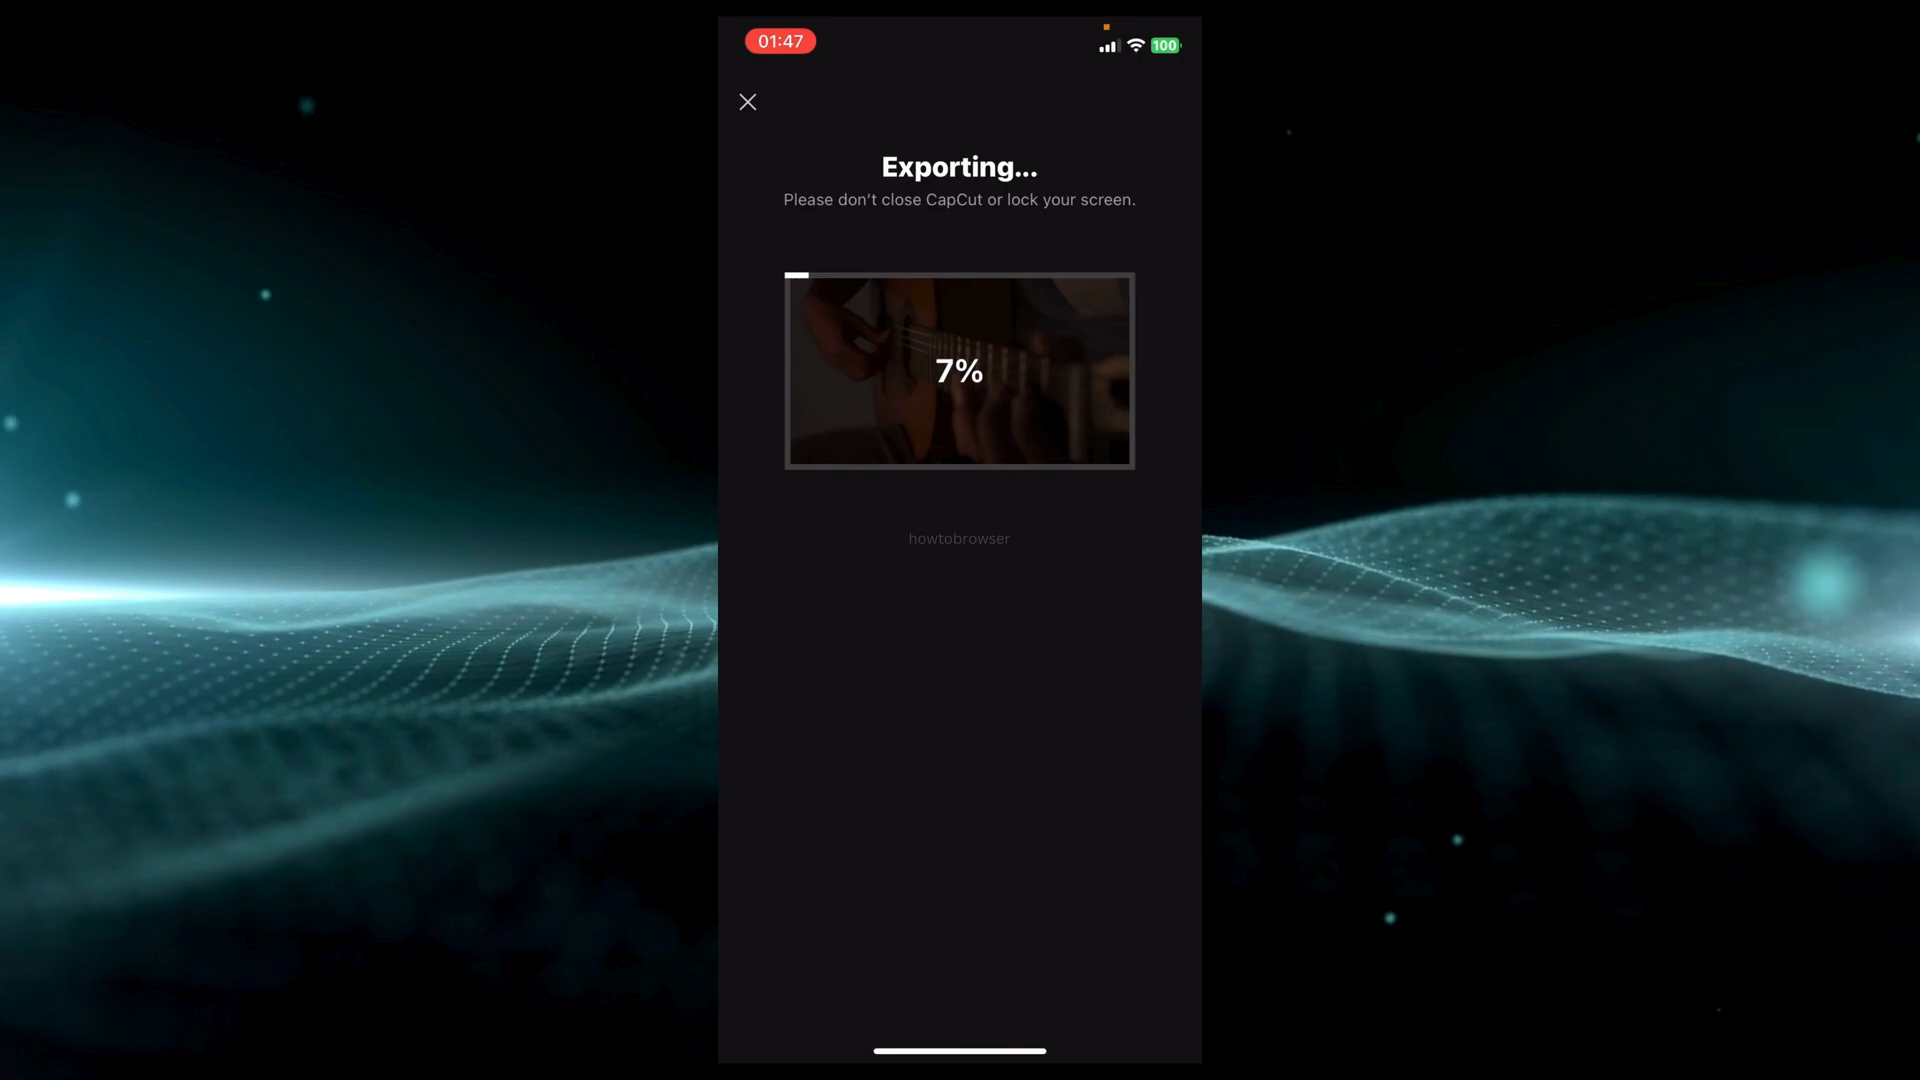 01:47
100
Exporting...
Please don't close CapCut or lock your screen.
7%
howtobrowser